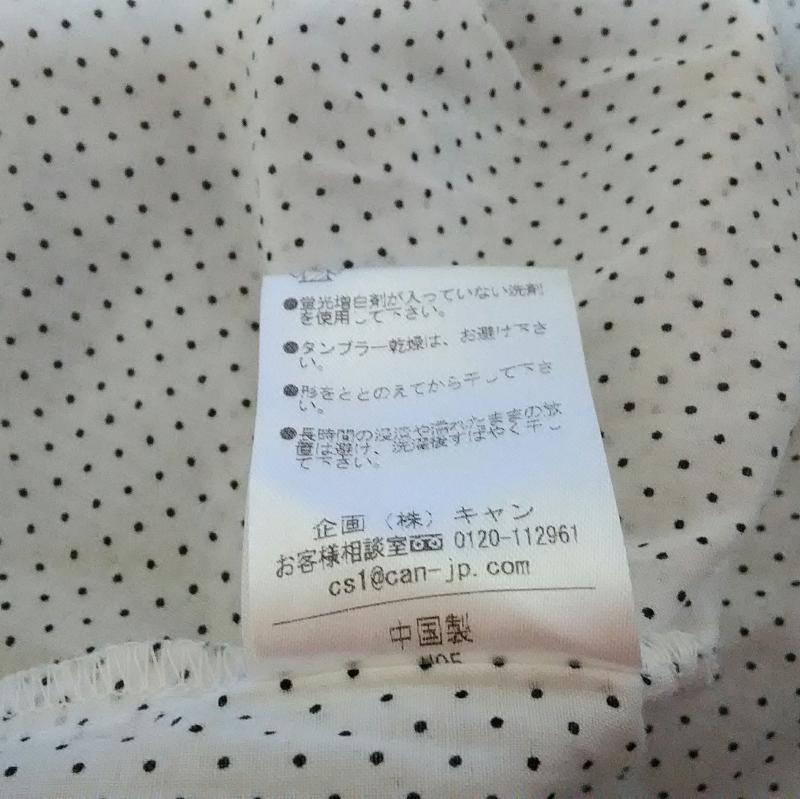 ●蛍光増白剤が入っていない洗剤
を使用して下さい。
●タンブラー乾燥は、お避け下さ
い。
●形をととのえてから干して下さ
い。
●長時間の浸漬や濡れたままの放
置は避け、洗濯後すばやく干し
て下さい。
企画（株）キャン
お客様相談室 0120-112961
cs1@can-jp.com
中国製